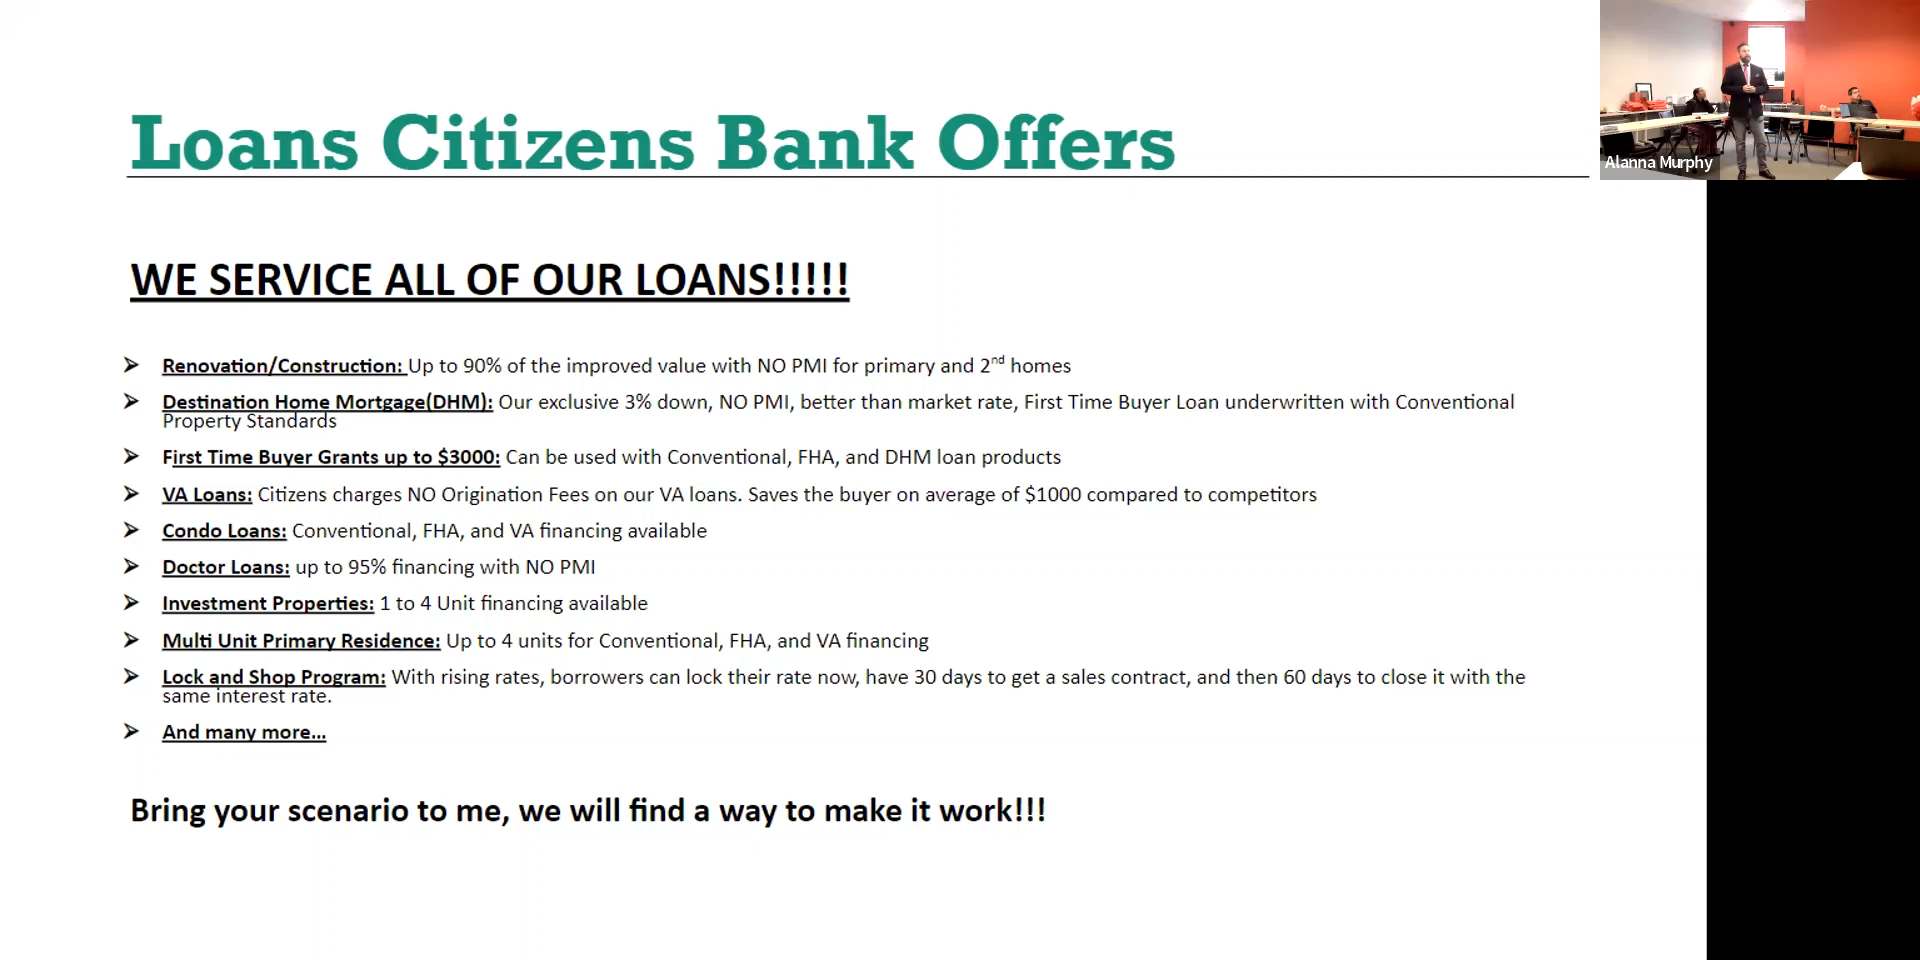 Loans Citizens Bank Offers
Alanna Murphy
WE SERVICE ALL OF OUR LOANS!!!!!
➢ Renovation/Construction: Up to 90% of the improved value with NO PMI for primary and 2nd homes
➢ Destination Home Mortgage(DHM): Our exclusive 3% down, NO PMI, better than market rate, First Time Buyer Loan underwritten with Conventional
Property Standards
➢ First Time Buyer Grants up to $3000: Can be used with Conventional, FHA, and DHM loan products
➢ VA Loans: Citizens charges NO Origination Fees on our VA loans. Saves the buyer on average of $1000 compared to competitors
➢ Condo Loans: Conventional, FHA, and VA financing available
➢ Doctor Loans: up to 95% financing with NO PMI
➢ Investment Properties: 1 to 4 Unit financing available
➢ Multi Unit Primary Residence: Up to 4 units for Conventional, FHA, and VA financing
➢ Lock and Shop Program: With rising rates, borrowers can lock their rate now, have 30 days to get a sales contract, and then 60 days to close it with the
same interest rate.
➢ And many more…
Bring your scenario to me, we will find a way to make it work!!!